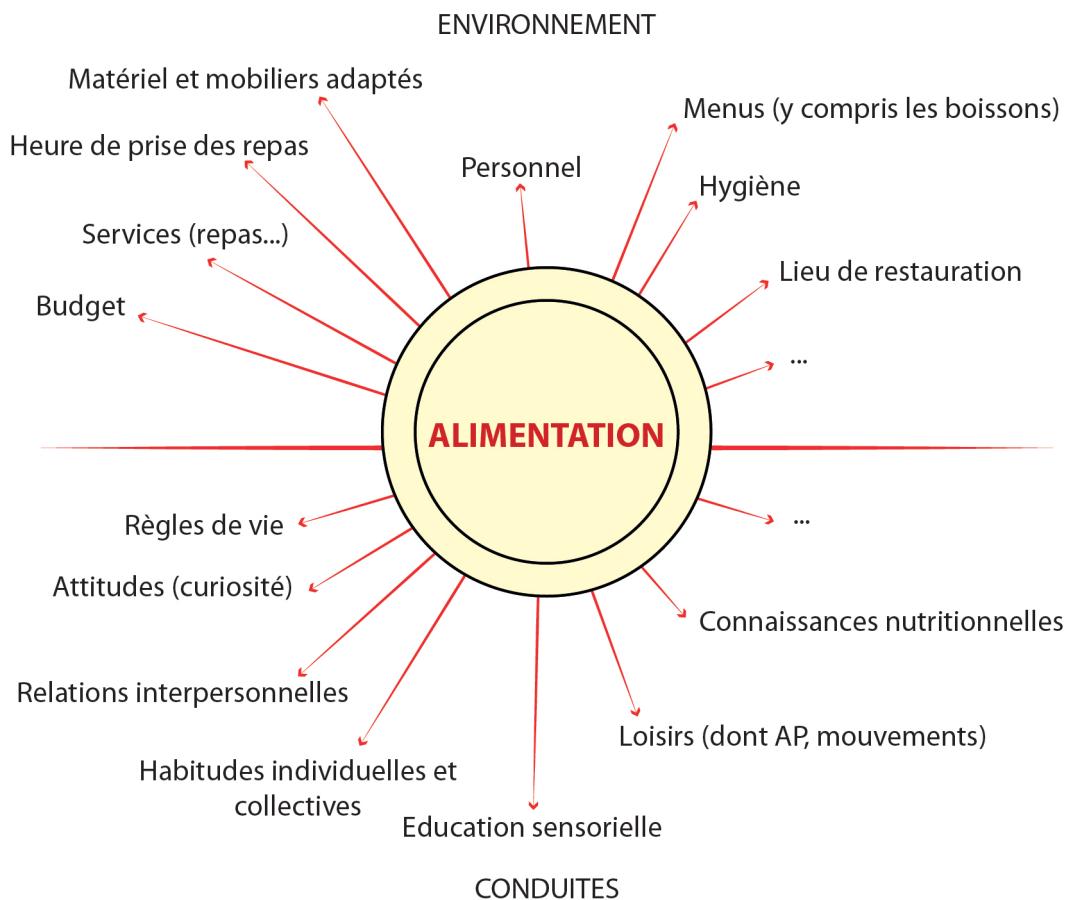 ENVIRONNEMENT
Matériel et mobiliers adaptés
Menus (y compris les boissons)
Heure de prise des repas
Personnel
Hygiène
Services (repas...)
Lieu de restauration
Budget
...
ALIMENTATION
Règles de vie
...
Attitudes (curiosité)
Connaissances nutritionnelles
Relations interpersonnelles
Loisirs (dont AP, mouvements)
Habitudes individuelles et
collectives
Education sensorielle
CONDUITES